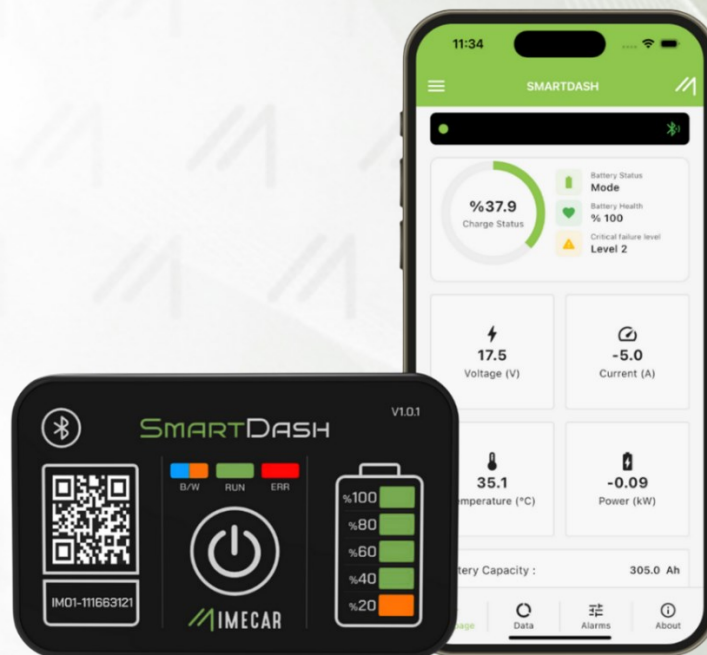 11:34
SMARTDASH
%37.9
Charge Status
Battery Status
Mode
Battery Health
% 100
Critical failure level
Level 2
17.5
Voltage (V)
-5.0
Current (A)
35.1
emperature (°C)
-0.09
Power (kW)
tery Capacity :
305.0 Ah
page
Data
Alarms
About
V1.0.1
SMARTDASH
B/W
RUN
ERR
%100
%80
%60
%40
%20
IM01-111663121
IMECAR